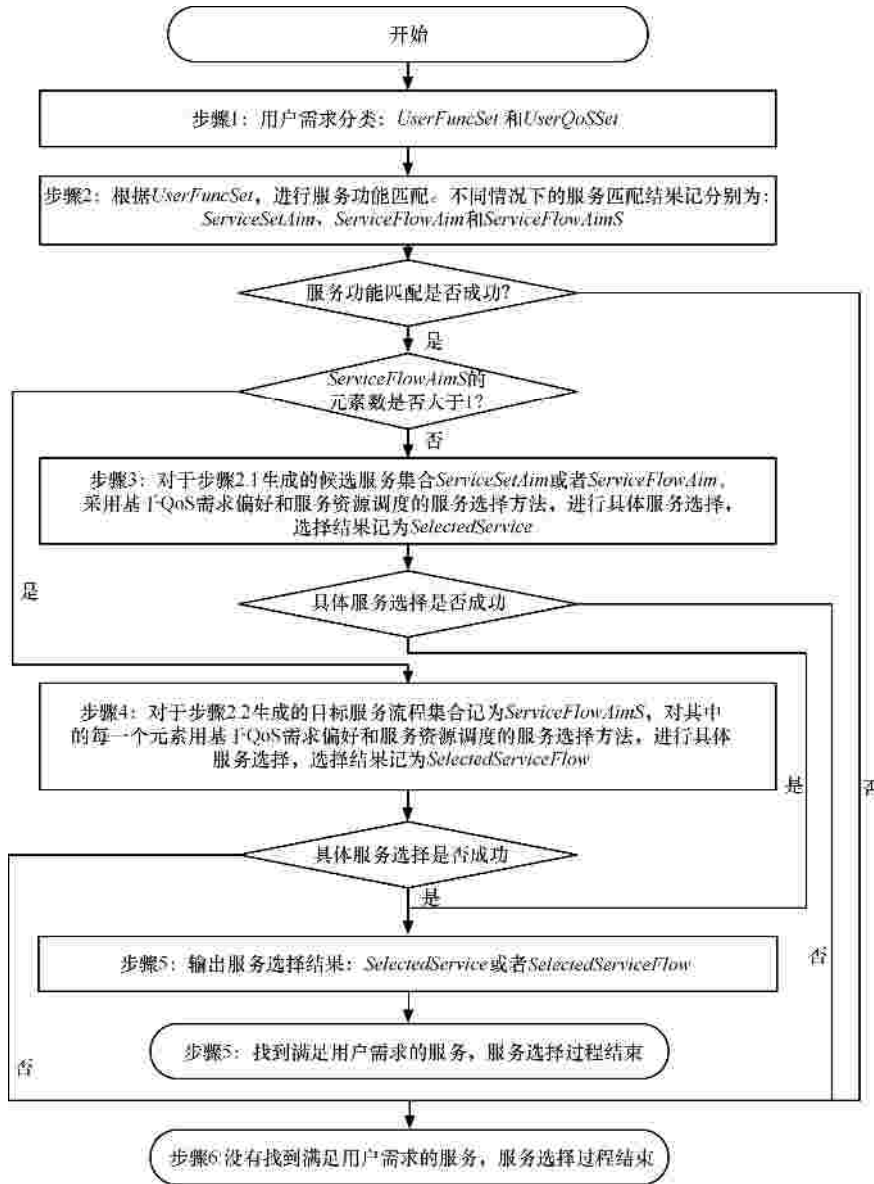 开始
步骤1：用户需求分类：UserFuncSet 和UserQoSSet
步骤2：根据UserFuncSet，进行服务功能匹配。不同情况下的服务匹配结果记分别为：
ServiceSetAim、ServiceFlowAim和ServiceFlowAimS
服务功能匹配是否成功？
是
ServiceFlowAimS的
元素数是否大于1？
否
步骤3：对于步骤2.1生成的候选服务集合ServiceSetAim或者ServiceFlowAim，
采用基于QoS需求偏好和服务资源调度的服务选择方法，进行具体服务选择，
选择结果记为SelectedService
是
具体服务选择是否成功
步骤4：对于步骤2.2生成的目标服务流程集合记为ServiceFlowAimS，对其中
的每一个元素用基于QoS需求偏好和服务资源调度的服务选择方法，进行具体
服务选择，选择结果记为SelectedServiceFlow
是
否
具体服务选择是否成功
是
步骤5：输出服务选择结果：SelectedService或者SelectedServiceFlow
否
步骤5：找到满足用户需求的服务，服务选择过程结束
否
步骤6:没有找到满足用户需求的服务，服务选择过程结束